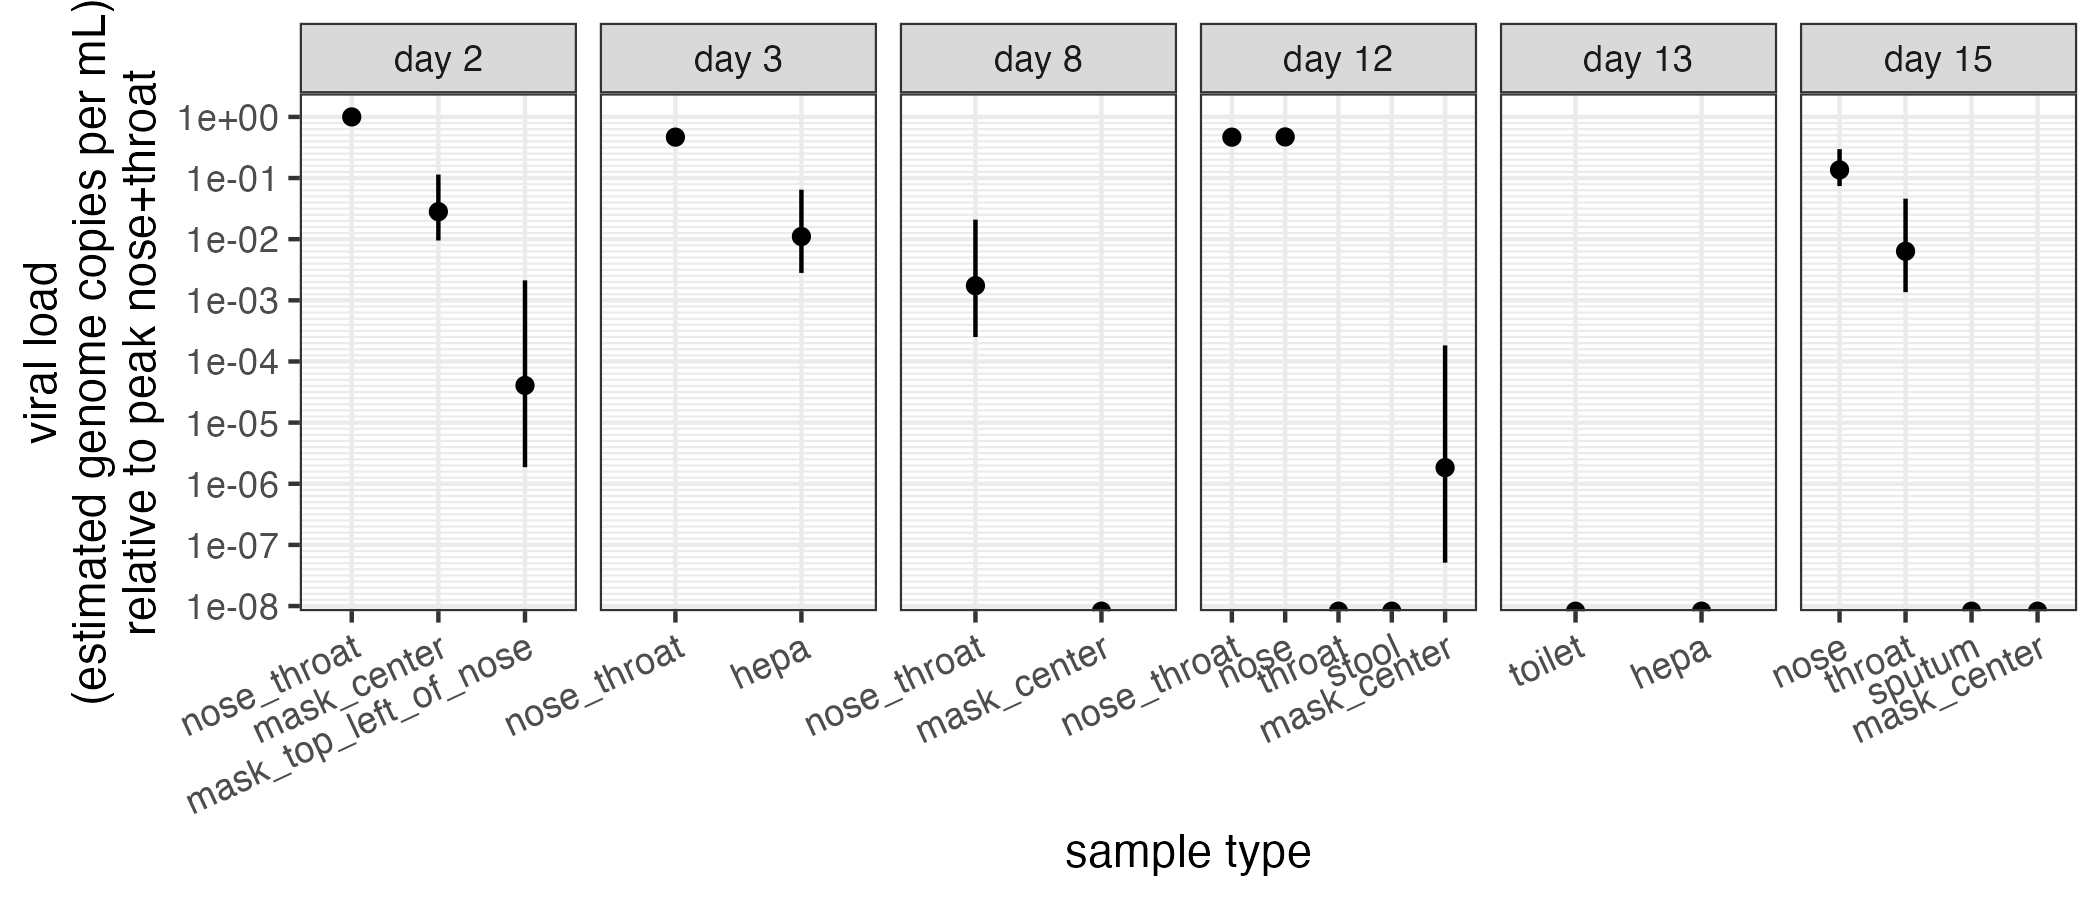 viral load
(estimated genome copies per mL)
relative to peak nose+throat
day 2
day 3
day 8
day 12
day 13
day 15
1e+00
1e-01
1e-02
1e-03
1e-04
1e-05
1e-06
1e-07
1e-08
nose_throat
mask_center
mask_top_left_of_nose
nose_throat
hepa
nose_throat
mask_center
nose_throat
nose
throat
stool
mask_center
toilet
hepa
nose
throat
sputum
mask_center
sample type